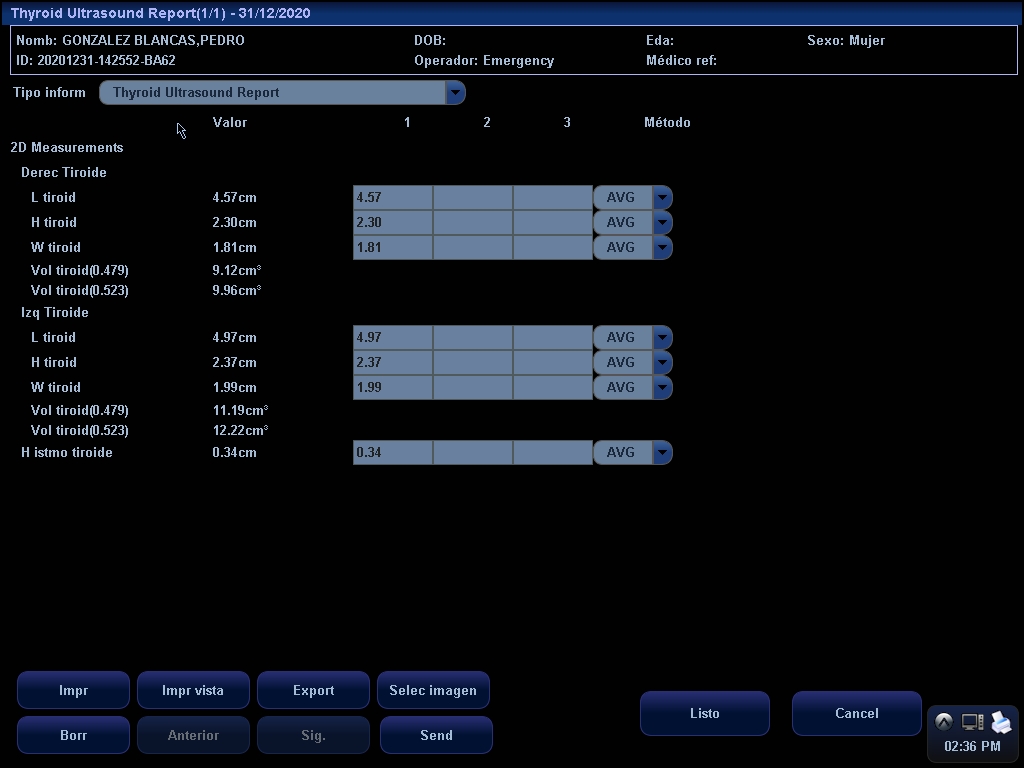 Thyroid Ultrasound Report(1/1) - 31/12/2020
Nomb: GONZALEZ BLANCAS,PEDRO DOB: Eda: Sexo: Mujer
ID: 20201231-142552-BA62 Operador: Emergency Médico ref:
Tipo inform Thyroid Ultrasound Report
Valor 1 2 3 Método
2D Measurements
Derec Tiroide
L tiroid 4.57cm 4.57 AVG
H tiroid 2.30cm 2.30 AVG
W tiroid 1.81cm 1.81 AVG
Vol tiroid(0.479) 9.12cm³
Vol tiroid(0.523) 9.96cm³
Izq Tiroide
L tiroid 4.97cm 4.97 AVG
H tiroid 2.37cm 2.37 AVG
W tiroid 1.99cm 1.99 AVG
Vol tiroid(0.479) 11.19cm³
Vol tiroid(0.523) 12.22cm³
H istmo tiroide 0.34cm 0.34 AVG
Impr Impr vista Export Selec imagen
Listo Cancel
Borr Anterior Sig. Send
02:36 PM